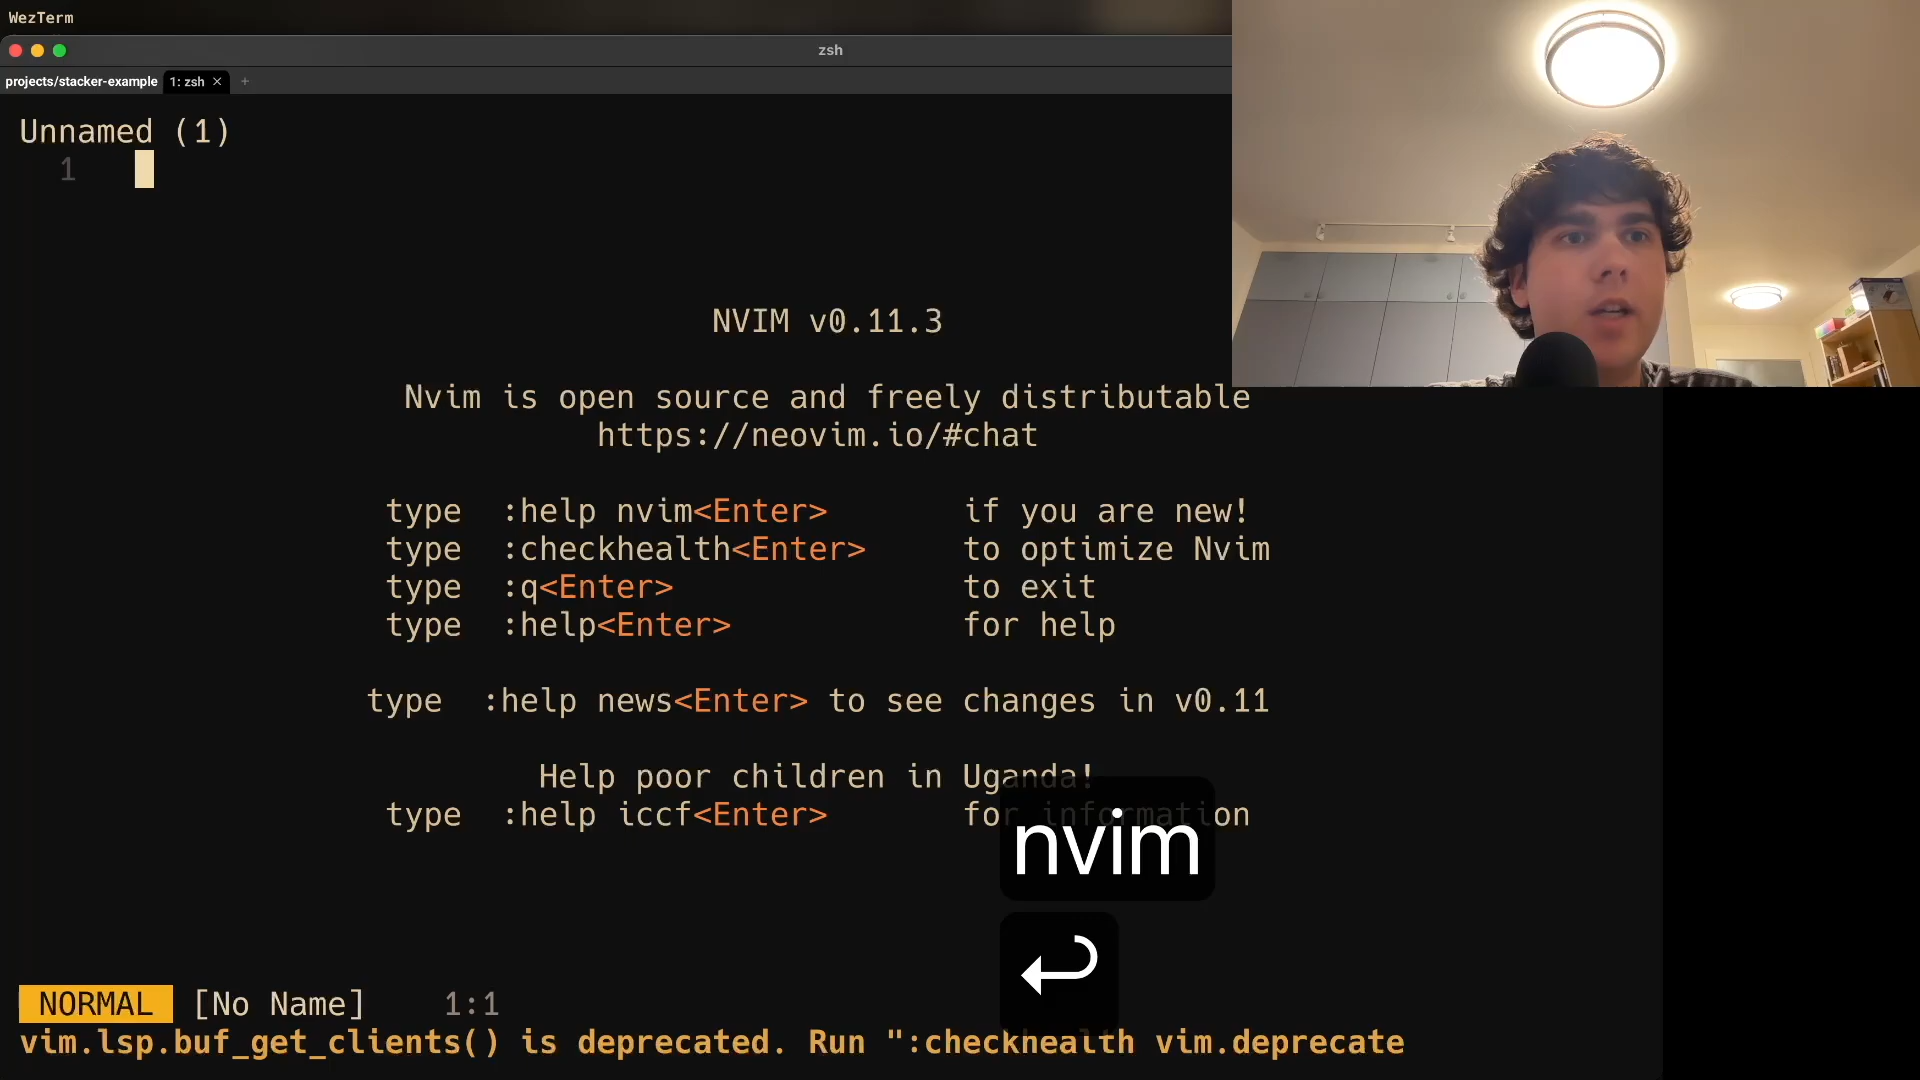 WezTerm
zsh
projects/stacker-example 1: zsh × +
Unnamed (1)
1
NVIM v0.11.3
Nvim is open source and freely distributable
https://neovim.io/#chat
type :help nvim<Enter> if you are new!
type :checkhealth<Enter> to optimize Nvim
type :q<Enter> to exit
type :help<Enter> for help
type :help news<Enter> to see changes in v0.11
Help poor children in Uganda!
type :help iccf<Enter> for information
nvim
NORMAL [No Name] 1:1
vim.lsp.buf_get_clients() is deprecated. Run ":checkhealth vim.deprecate